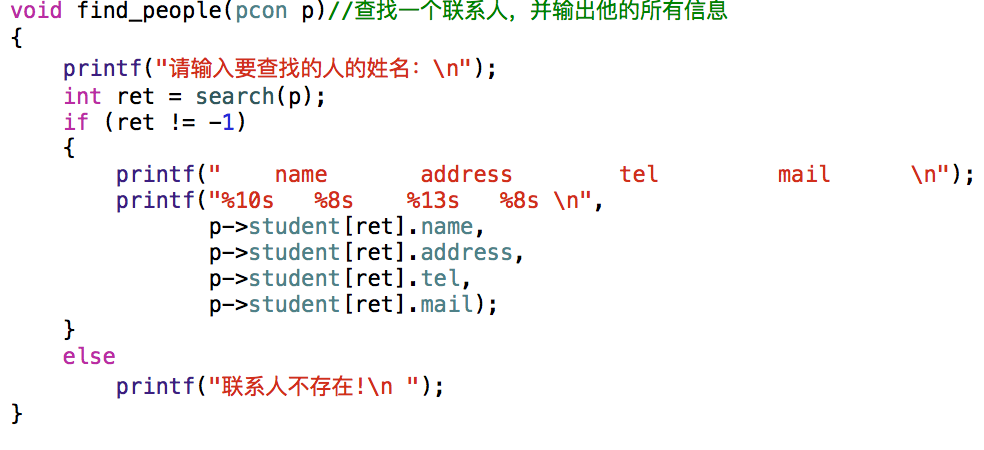 void find_people(pcon p)//查找一个联系人，并输出他的所有信息
{
    printf("请输入要查找的人的姓名：\n");
    int ret = search(p);
    if (ret != -1)
    {
        printf("    name       address        tel         mail      \n");
        printf("%10s   %8s    %13s   %8s \n",
               p->student[ret].name,
               p->student[ret].address,
               p->student[ret].tel,
               p->student[ret].mail);
    }
    else
        printf("联系人不存在!\n ");
}